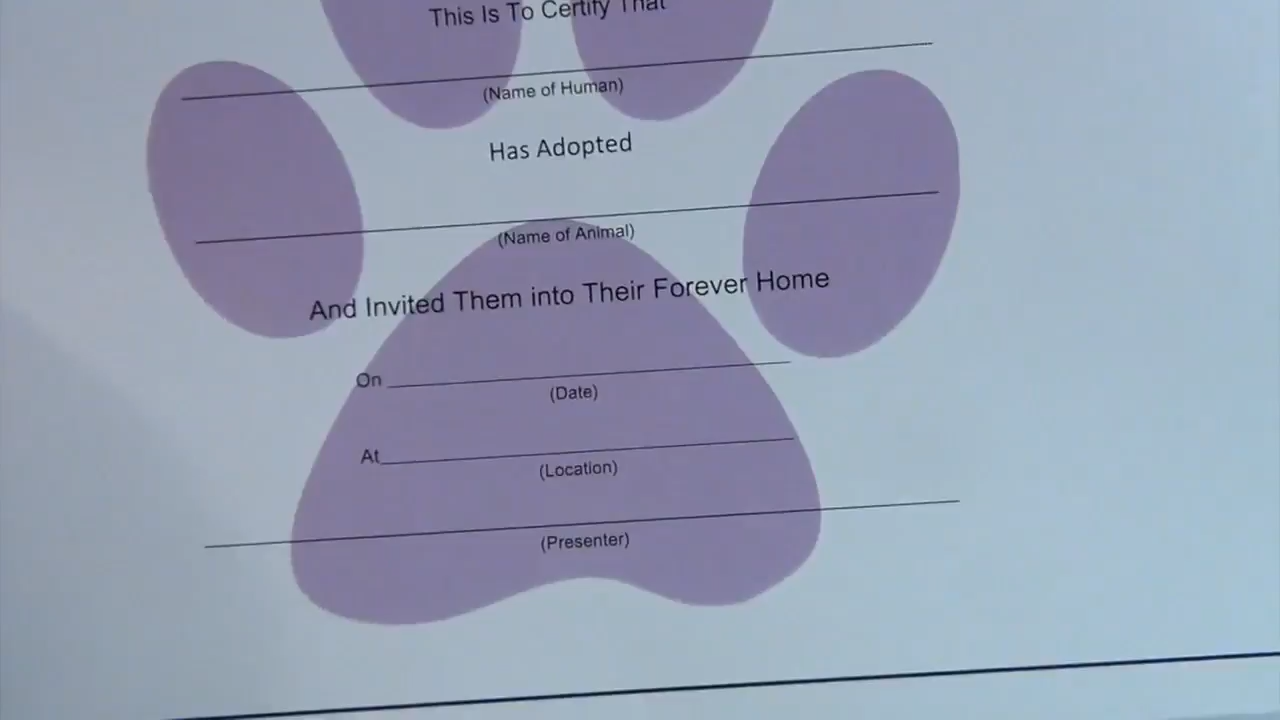 This Is To Certify That
(Name of Human)
Has Adopted
(Name of Animal)
And Invited Them into Their Forever Home
On
(Date)
At
(Location)
(Presenter)